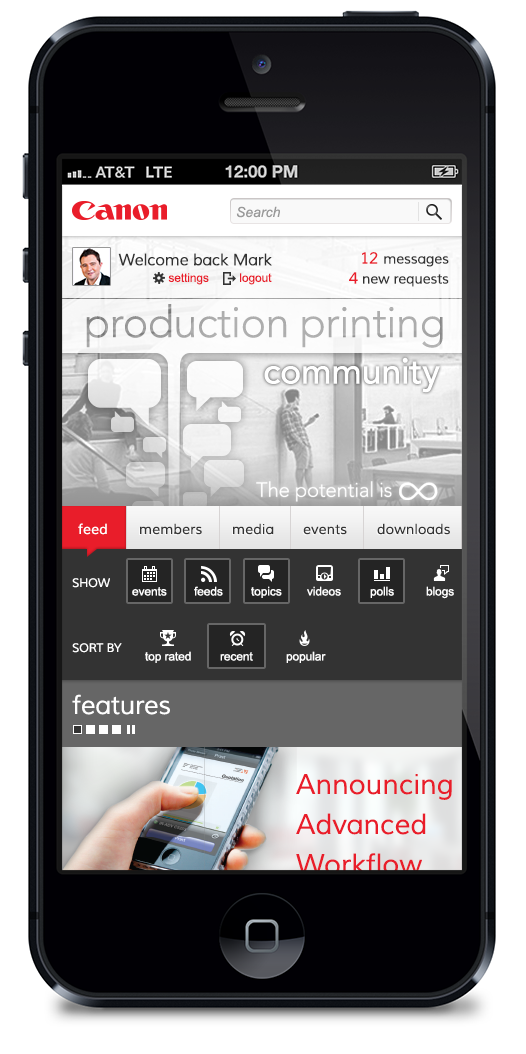 AT&T LTE 12:00 PM
Canon
Search
Welcome back Mark
settings logout
12 messages
4 new requests
production printing
community
The potential is
feed members media events downloads
SHOW events feeds topics videos polls blogs
SORT BY top rated recent popular
features
Quotation
Announcing
Advanced
Workflow